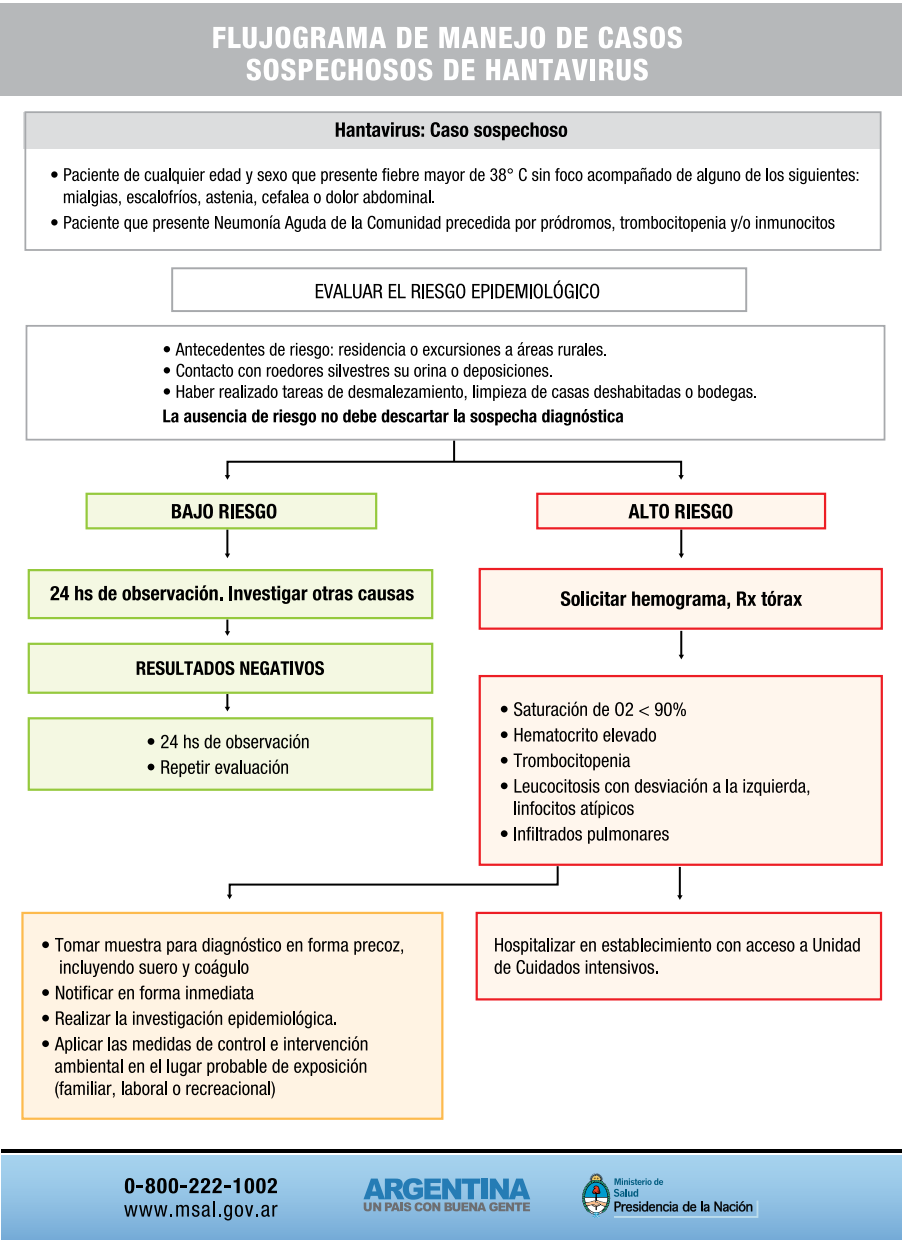 FLUJOGRAMA DE MANEJO DE CASOS
SOSPECHOSOS DE HANTAVIRUS
Hantavirus: Caso sospechoso
• Paciente de cualquier edad y sexo que presente fiebre mayor de 38° C sin foco acompañado de alguno de los siguientes:
mialgias, escalofríos, astenia, cefalea o dolor abdominal.
• Paciente que presente Neumonía Aguda de la Comunidad precedida por pródromos, trombocitopenia y/o inmunocitos
EVALUAR EL RIESGO EPIDEMIOLÓGICO
• Antecedentes de riesgo: residencia o excursiones a áreas rurales.
• Contacto con roedores silvestres su orina o deposiciones.
• Haber realizado tareas de desmalezamiento, limpieza de casas deshabitadas o bodegas.
La ausencia de riesgo no debe descartar la sospecha diagnóstica
BAJO RIESGO
24 hs de observación. Investigar otras causas
RESULTADOS NEGATIVOS
• 24 hs de observación
• Repetir evaluación
ALTO RIESGO
Solicitar hemograma, Rx tórax
• Saturación de O2 < 90%
• Hematocrito elevado
• Trombocitopenia
• Leucocitosis con desviación a la izquierda,
linfocitos atípicos
• Infiltrados pulmonares
• Tomar muestra para diagnóstico en forma precoz,
incluyendo suero y coágulo
• Notificar en forma inmediata
• Realizar la investigación epidemiológica.
• Aplicar las medidas de control e intervención
ambiental en el lugar probable de exposición
(familiar, laboral o recreacional)
Hospitalizar en establecimiento con acceso a Unidad
de Cuidados intensivos.
0-800-222-1002
www.msal.gov.ar
ARGENTINA
UN PAÍS CON BUENA GENTE
Ministerio de
Salud
Presidencia de la Nación